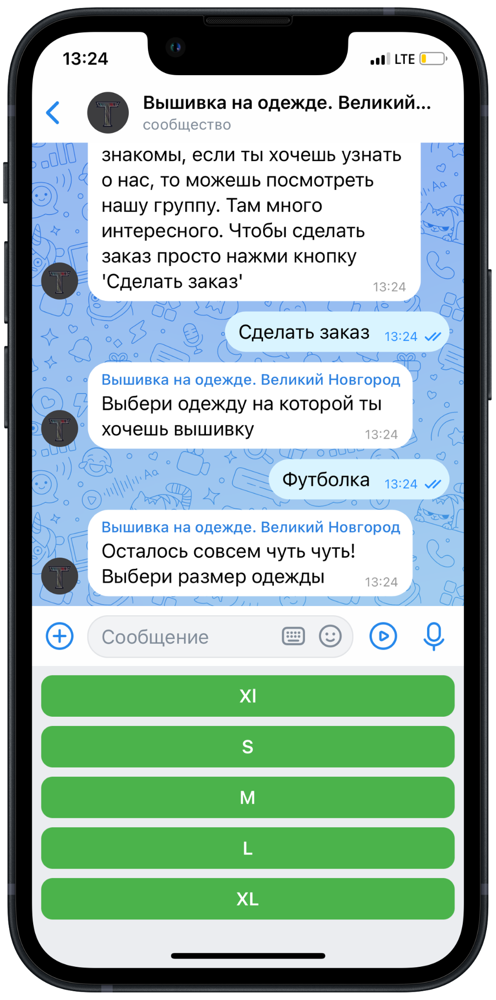 13:24
LTE
Вышивка на одежде. Великий...
сообщество
знакомы, если ты хочешь узнать
о нас, то можешь посмотреть
нашу группу. Там много
интересного. Чтобы сделать
заказ просто нажми кнопку
'Сделать заказ'
13:24
Сделать заказ 13:24
Вышивка на одежде. Великий Новгород
Выбери одежду на которой ты
хочешь вышивку 13:24
Футболка 13:24
Вышивка на одежде. Великий Новгород
Осталось совсем чуть чуть!
Выбери размер одежды 13:24
Сообщение
Xl
S
M
L
XL